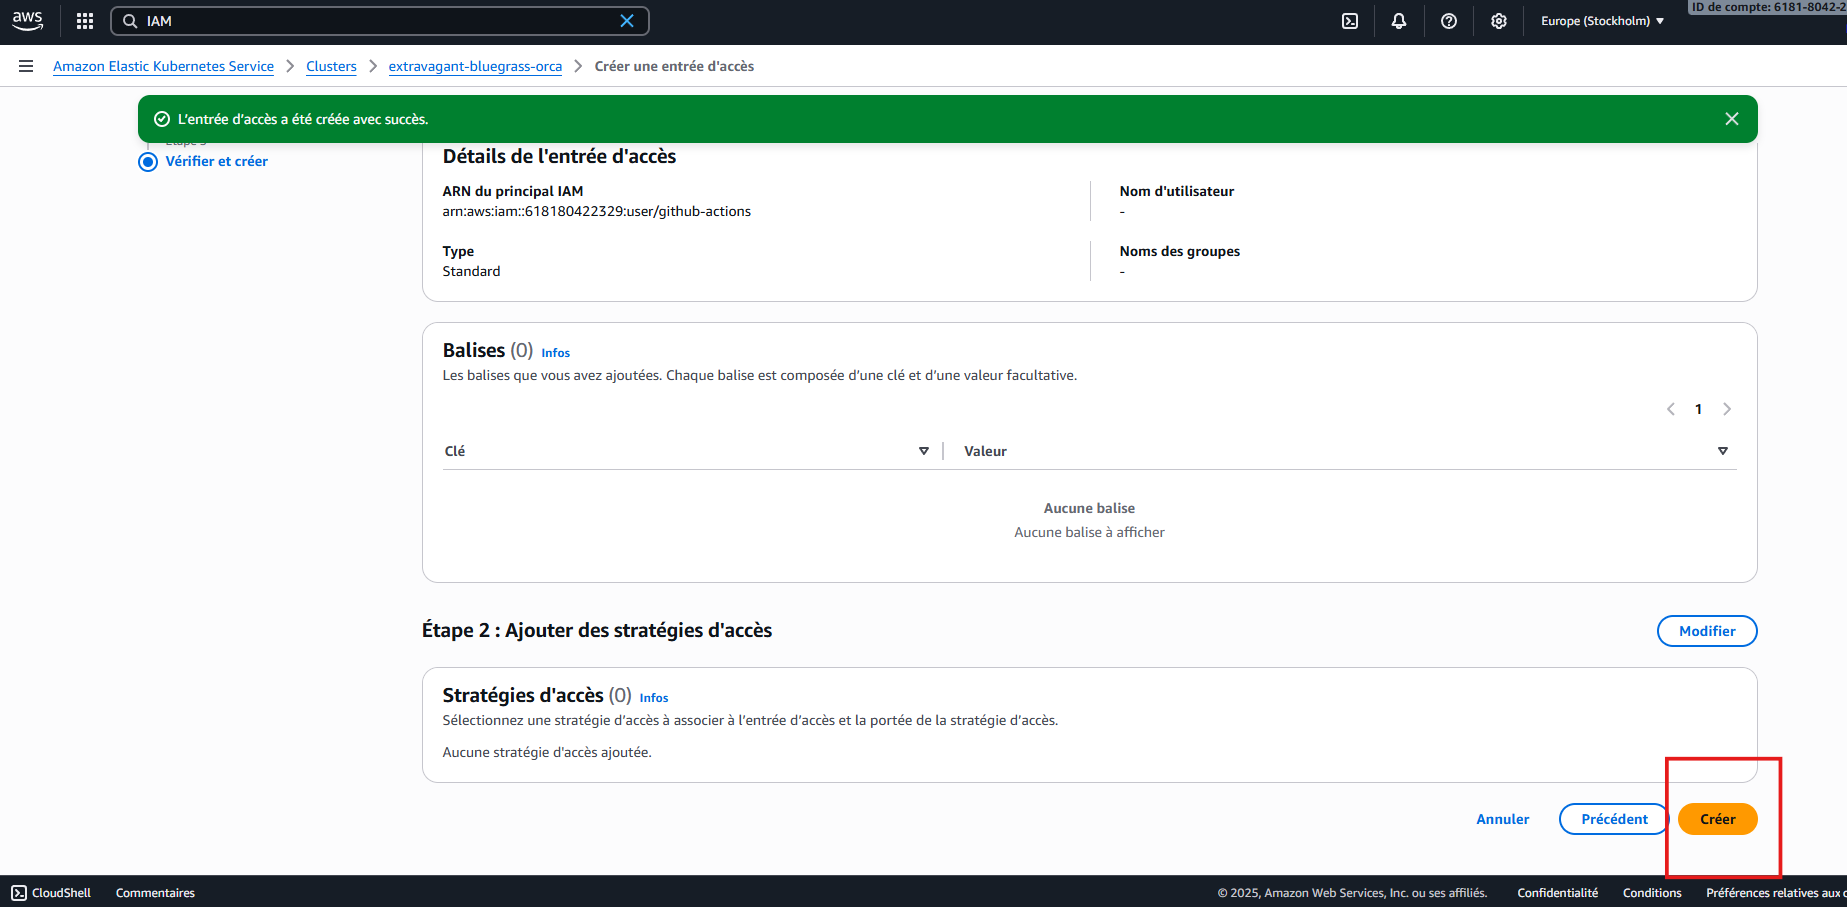 aws
IAM
Europe (Stockholm)
ID de compte: 6181-8042-2
Amazon Elastic Kubernetes Service
Clusters
extravagant-bluegrass-orca
Créer une entrée d'accès
L'entrée d'accès a été créée avec succès.
Vérifier et créer
Détails de l'entrée d'accès
ARN du principal IAM
arn:aws:iam::618180422329:user/github-actions
Nom d'utilisateur
-
Type
Standard
Noms des groupes
-
Balises (0) Infos
Les balises que vous avez ajoutées. Chaque balise est composée d'une clé et d'une valeur facultative.
1
Clé
Valeur
Aucune balise
Aucune balise à afficher
Étape 2 : Ajouter des stratégies d'accès
Modifier
Stratégies d'accès (0) Infos
Sélectionnez une stratégie d'accès à associer à l'entrée d'accès et la portée de la stratégie d'accès.
Aucune stratégie d'accès ajoutée.
Annuler
Précédent
Créer
CloudShell
Commentaires
© 2025, Amazon Web Services, Inc. ou ses affiliés.
Confidentialité
Conditions
Préférences relatives aux